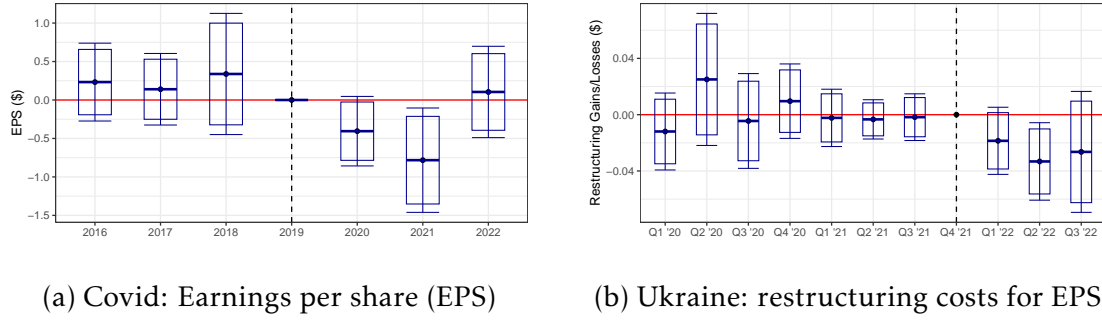 EPS ($)
1.0
0.5
0.0
−0.5
−1.0
−1.5
2016 2017 2018 2019 2020 2021 2022
(a) Covid: Earnings per share (EPS)
Restructuring Gains/Losses ($)
0.04
0.00
−0.04
Q1 '20 Q2 '20 Q3 '20 Q4 '20 Q1 '21 Q2 '21 Q3 '21 Q4 '21 Q1 '22 Q2 '22 Q3 '22
(b) Ukraine: restructuring costs for EPS